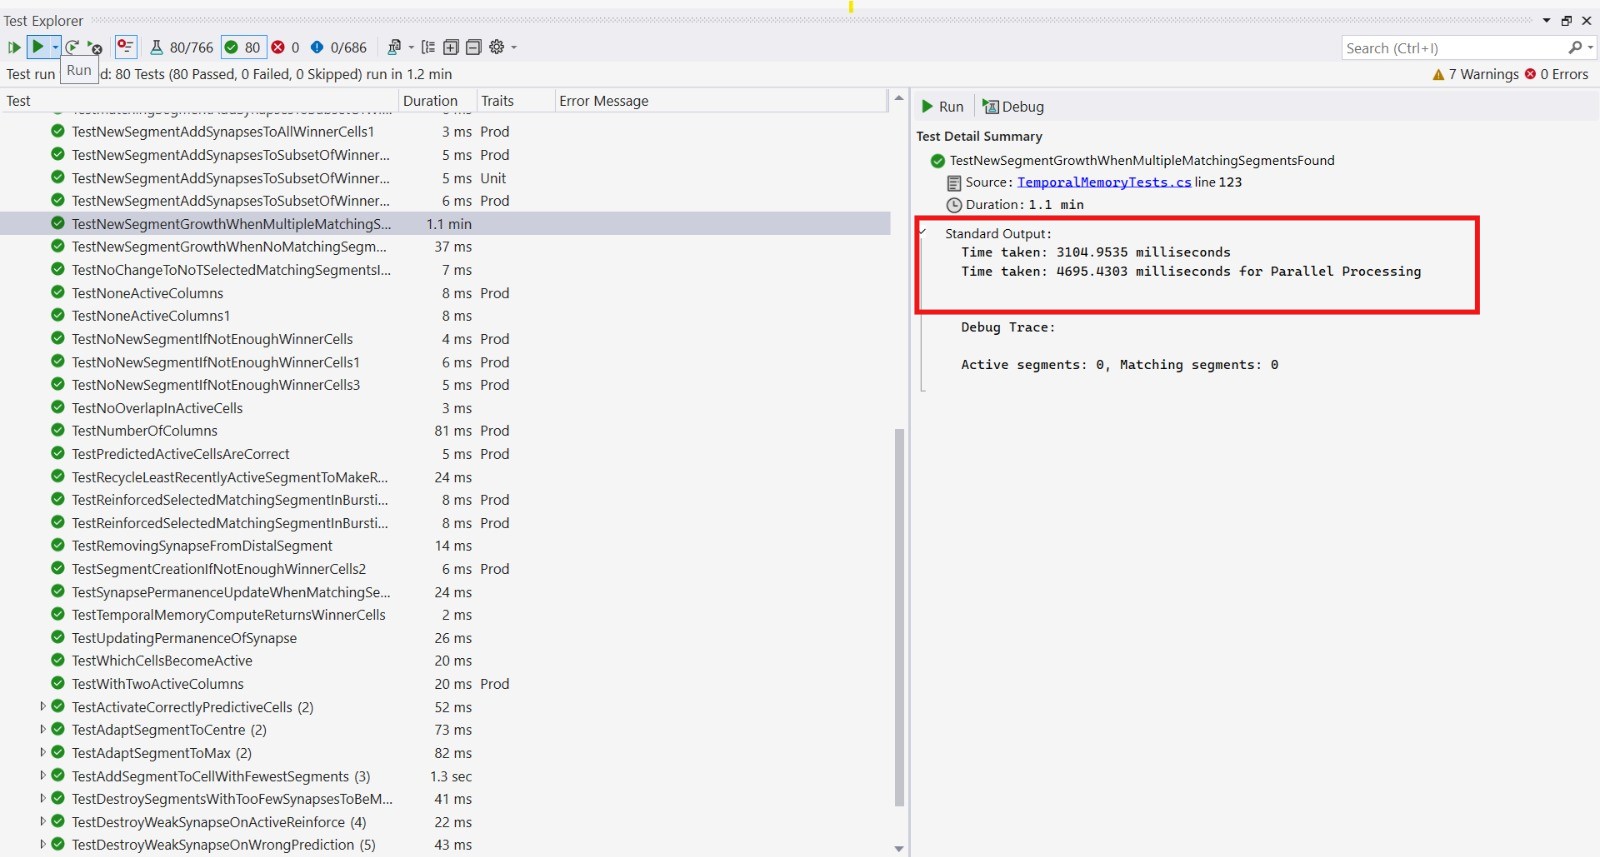 Test Explorer
80/766 80 0 0/686
Search (Ctrl+I)
Test run d: 80 Tests (80 Passed, 0 Failed, 0 Skipped) run in 1.2 min
Run
7 Warnings 0 Errors
Test Duration Traits Error Message
TestNewSegmentAddSynapsesToAllWinnerCells1 3 ms Prod
TestNewSegmentAddSynapsesToSubsetOfWinner... 5 ms Prod
TestNewSegmentAddSynapsesToSubsetOfWinner... 5 ms Unit
TestNewSegmentAddSynapsesToSubsetOfWinner... 6 ms Prod
TestNewSegmentGrowthWhenMultipleMatchingS... 1.1 min
TestNewSegmentGrowthWhenNoMatchingSegm... 37 ms
TestNoChangeToNoTSelectedMatchingSegmentsI... 7 ms
TestNoneActiveColumns 8 ms Prod
TestNoneActiveColumns1 8 ms
TestNoNewSegmentIfNotEnoughWinnerCells 4 ms Prod
TestNoNewSegmentIfNotEnoughWinnerCells1 6 ms Prod
TestNoNewSegmentIfNotEnoughWinnerCells3 5 ms Prod
TestNoOverlapInActiveCells 3 ms
TestNumberOfColumns 81 ms Prod
TestPredictedActiveCellsAreCorrect 5 ms Prod
TestRecycleLeastRecentlyActiveSegmentToMakeR... 24 ms
TestReinforcedSelectedMatchingSegmentInBursti... 8 ms Prod
TestReinforcedSelectedMatchingSegmentInBursti... 8 ms Prod
TestRemovingSynapseFromDistalSegment 14 ms
TestSegmentCreationIfNotEnoughWinnerCells2 6 ms Prod
TestSynapsePermanenceUpdateWhenMatchingSe... 24 ms
TestTemporalMemoryComputeReturnsWinnerCells 2 ms
TestUpdatingPermanenceOfSynapse 26 ms
TestWhichCellsBecomeActive 20 ms
TestWithTwoActiveColumns 20 ms Prod
TestActivateCorrectlyPredictiveCells (2) 52 ms
TestAdaptSegmentToCentre (2) 73 ms
TestAdaptSegmentToMax (2) 82 ms
TestAddSegmentToCellWithFewestSegments (3) 1.3 sec
TestDestroySegmentsWithTooFewSynapsesToBeM... 41 ms
TestDestroyWeakSynapseOnActiveReinforce (4) 22 ms
TestDestroyWeakSynapseOnWrongPrediction (5) 43 ms
Run Debug
Test Detail Summary
TestNewSegmentGrowthWhenMultipleMatchingSegmentsFound
Source: TemporalMemoryTests.cs line 123
Duration: 1.1 min
Standard Output:
Time taken: 3104.9535 milliseconds
Time taken: 4695.4303 milliseconds for Parallel Processing
Debug Trace:
Active segments: 0, Matching segments: 0